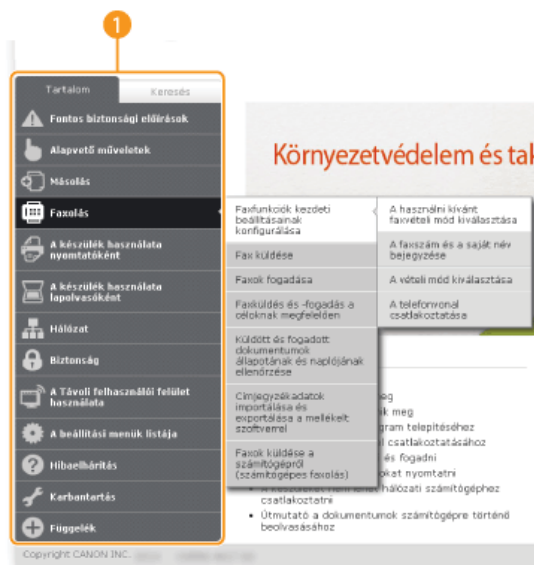 1
Tartalom
Keresés
Fontos biztonsági előírások
Alapvető műveletek
Másolás
Faxolás
A készülék használata
nyomtatóként
A készülék használata
lapolvasóként
Hálózat
Biztonság
A Távoli felhasználói felület
használata
A beállítási menük listája
Hibaelhárítás
Karbantartás
Függelék
Környezetvédelem és tak
Faxfunkciók kezdeti
beállításainak
konfigurálása
Fax küldése
Faxok fogadása
Faxküldés és -fogadás a
céloknak megfelelően
Küldött és fogadott
dokumentumok
állapotának és naplójának
ellenőrzése
Címjegyzékadatok
importálása és
exportálása a mellékelt
szoftverrel
Faxok küldése a
számítógépről
(számítógépes faxolás)
A használni kívánt
faxvételi mód kiválasztása
A faxszám és a saját név
bejegyzése
A vételi mód kiválasztása
A telefonvonal
csatlakoztatása
eg
ik meg
gram telepítéséhez
l csatlakoztatásához
és fogadni
okat nyomtatni
hálózati számítógéphez
csatlakoztatni
Útmutató a dokumentumok számítógépre történő
beolvasásához
Copyright CANON INC.